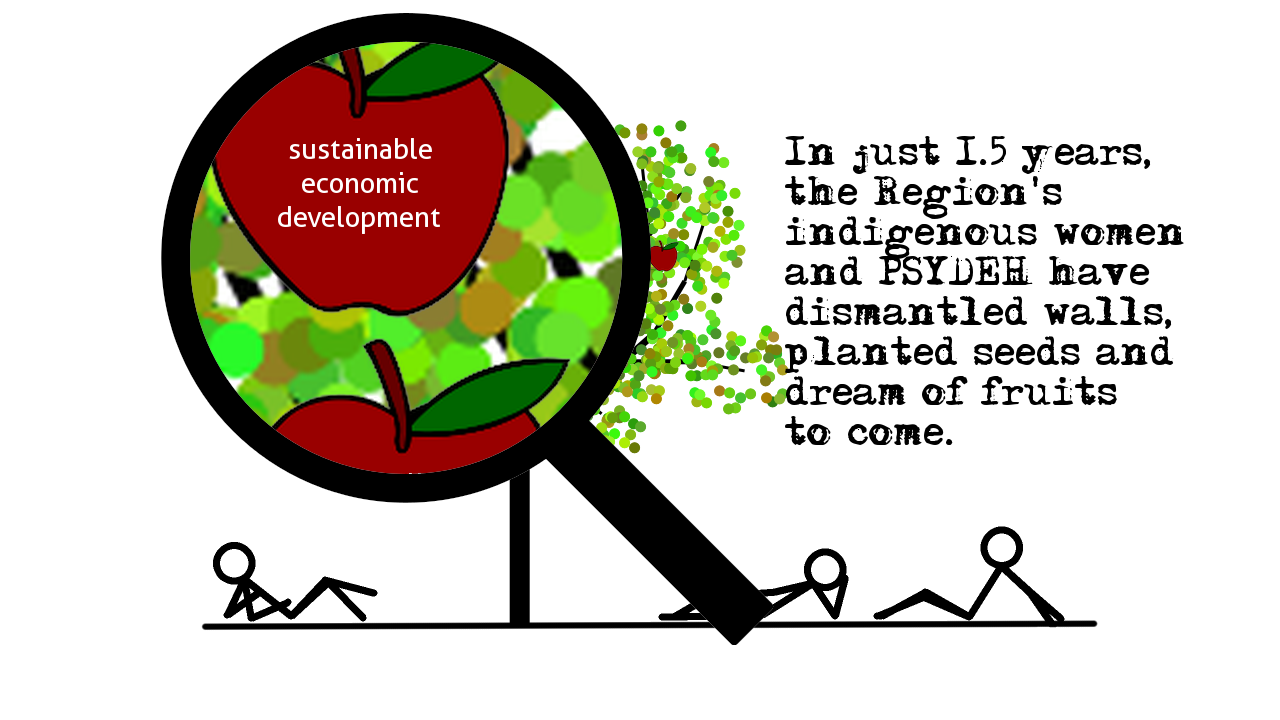 sustainable
economic
development
In just 1.5 years,
the Region's
indigenous women
and PSYDEH have
dismantled walls,
planted seeds and
dream of fruits
to come.